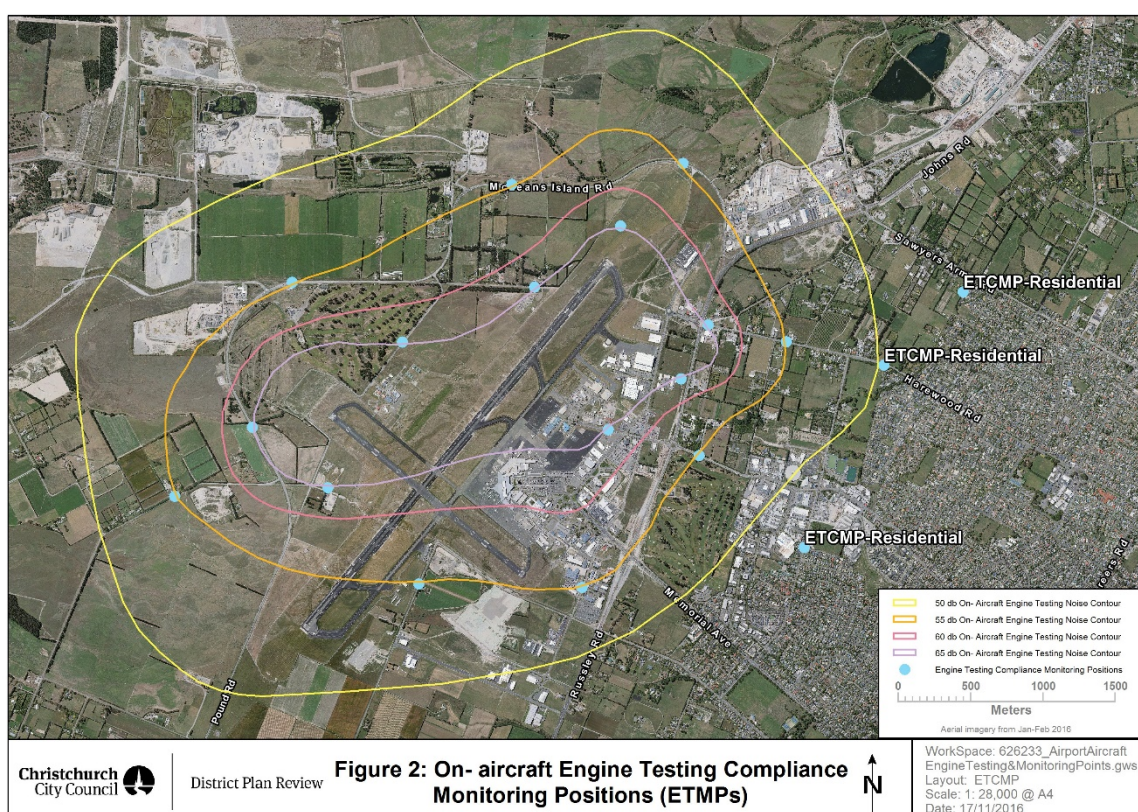 McLeans Island Rd
Johns Rd
Sawyers Arms Rd
ETCMP-Residential
ETCMP-Residential
Harewood Rd
ETCMP-Residential
Memorial Ave
Russley Rd
Pound Rd
50 db On- Aircraft Engine Testing Noise Contour
55 db On- Aircraft Engine Testing Noise Contour
60 db On- Aircraft Engine Testing Noise Contour
65 db On- Aircraft Engine Testing Noise Contour
Engine Testing Compliance Monitoring Positions
0 500 1000 1500
Meters
Aerial imagery from Jan-Feb 2016
Christchurch
City Council
District Plan Review
Figure 2: On- aircraft Engine Testing Compliance
Monitoring Positions (ETMPs)
N
WorkSpace: 626233_AirportAircraft
EngineTesting&MonitoringPoints.gws
Layout: ETCMP
Scale: 1: 28,000 @ A4
Date: 17/11/2016